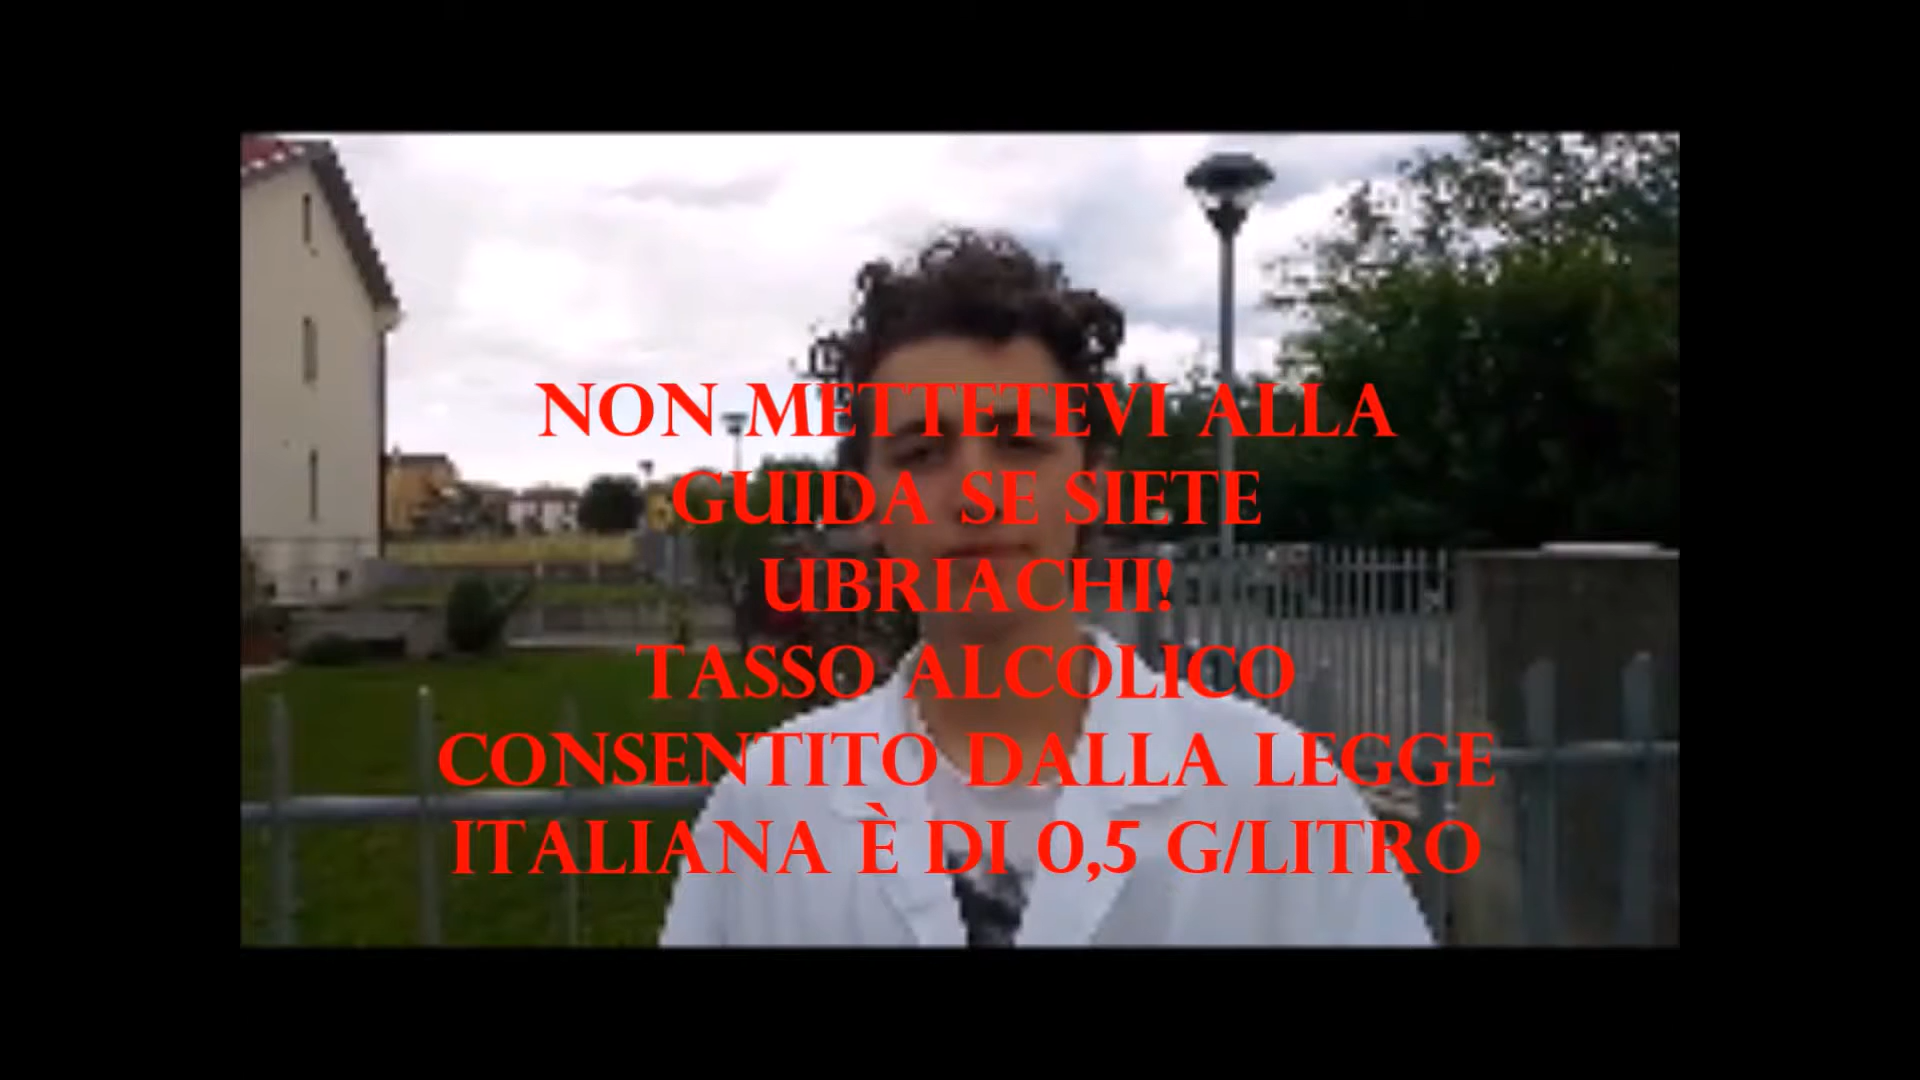 NON METTETEVI ALLA
GUIDA SE SIETE
UBRIACHI!
TASSO ALCOLICO
CONSENTITO DALLA LEGGE
ITALIANA È DI 0,5 G/LITRO